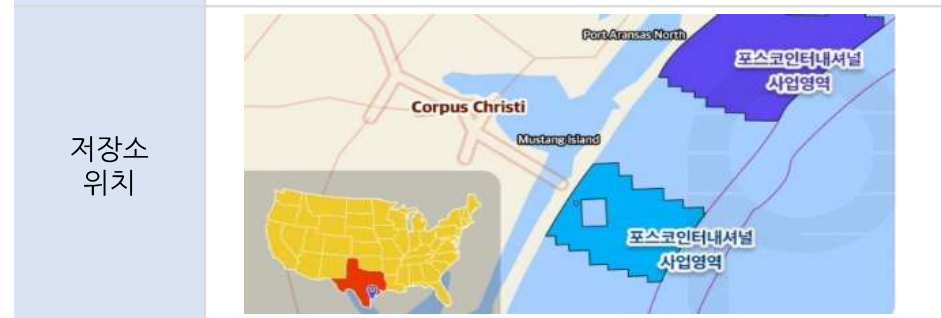 저장소
위치
Port Aransas North
포스코인터내셔널
사업영역
Corpus Christi
Mustang Island
포스코인터내셔널
사업영역